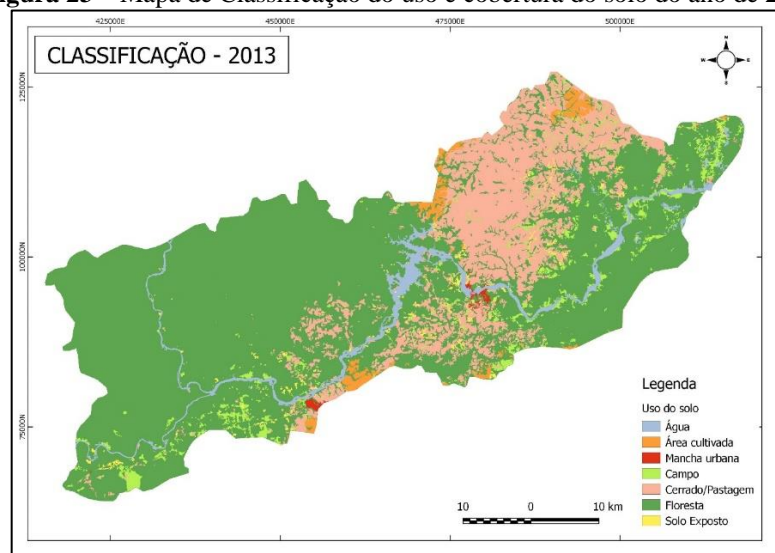 igura 23 – Mapa de Classificação do uso e cobertura do solo do ano de 2
425000E 450000E 475000E 500000E
CLASSIFICAÇÃO - 2013
N
W E
S
125000N
100000N
75000N
Legenda
Uso do solo
Água
Área cultivada
Mancha urbana
Campo
Cerrado/Pastagem
Floresta
Solo Exposto
10 0 10 km